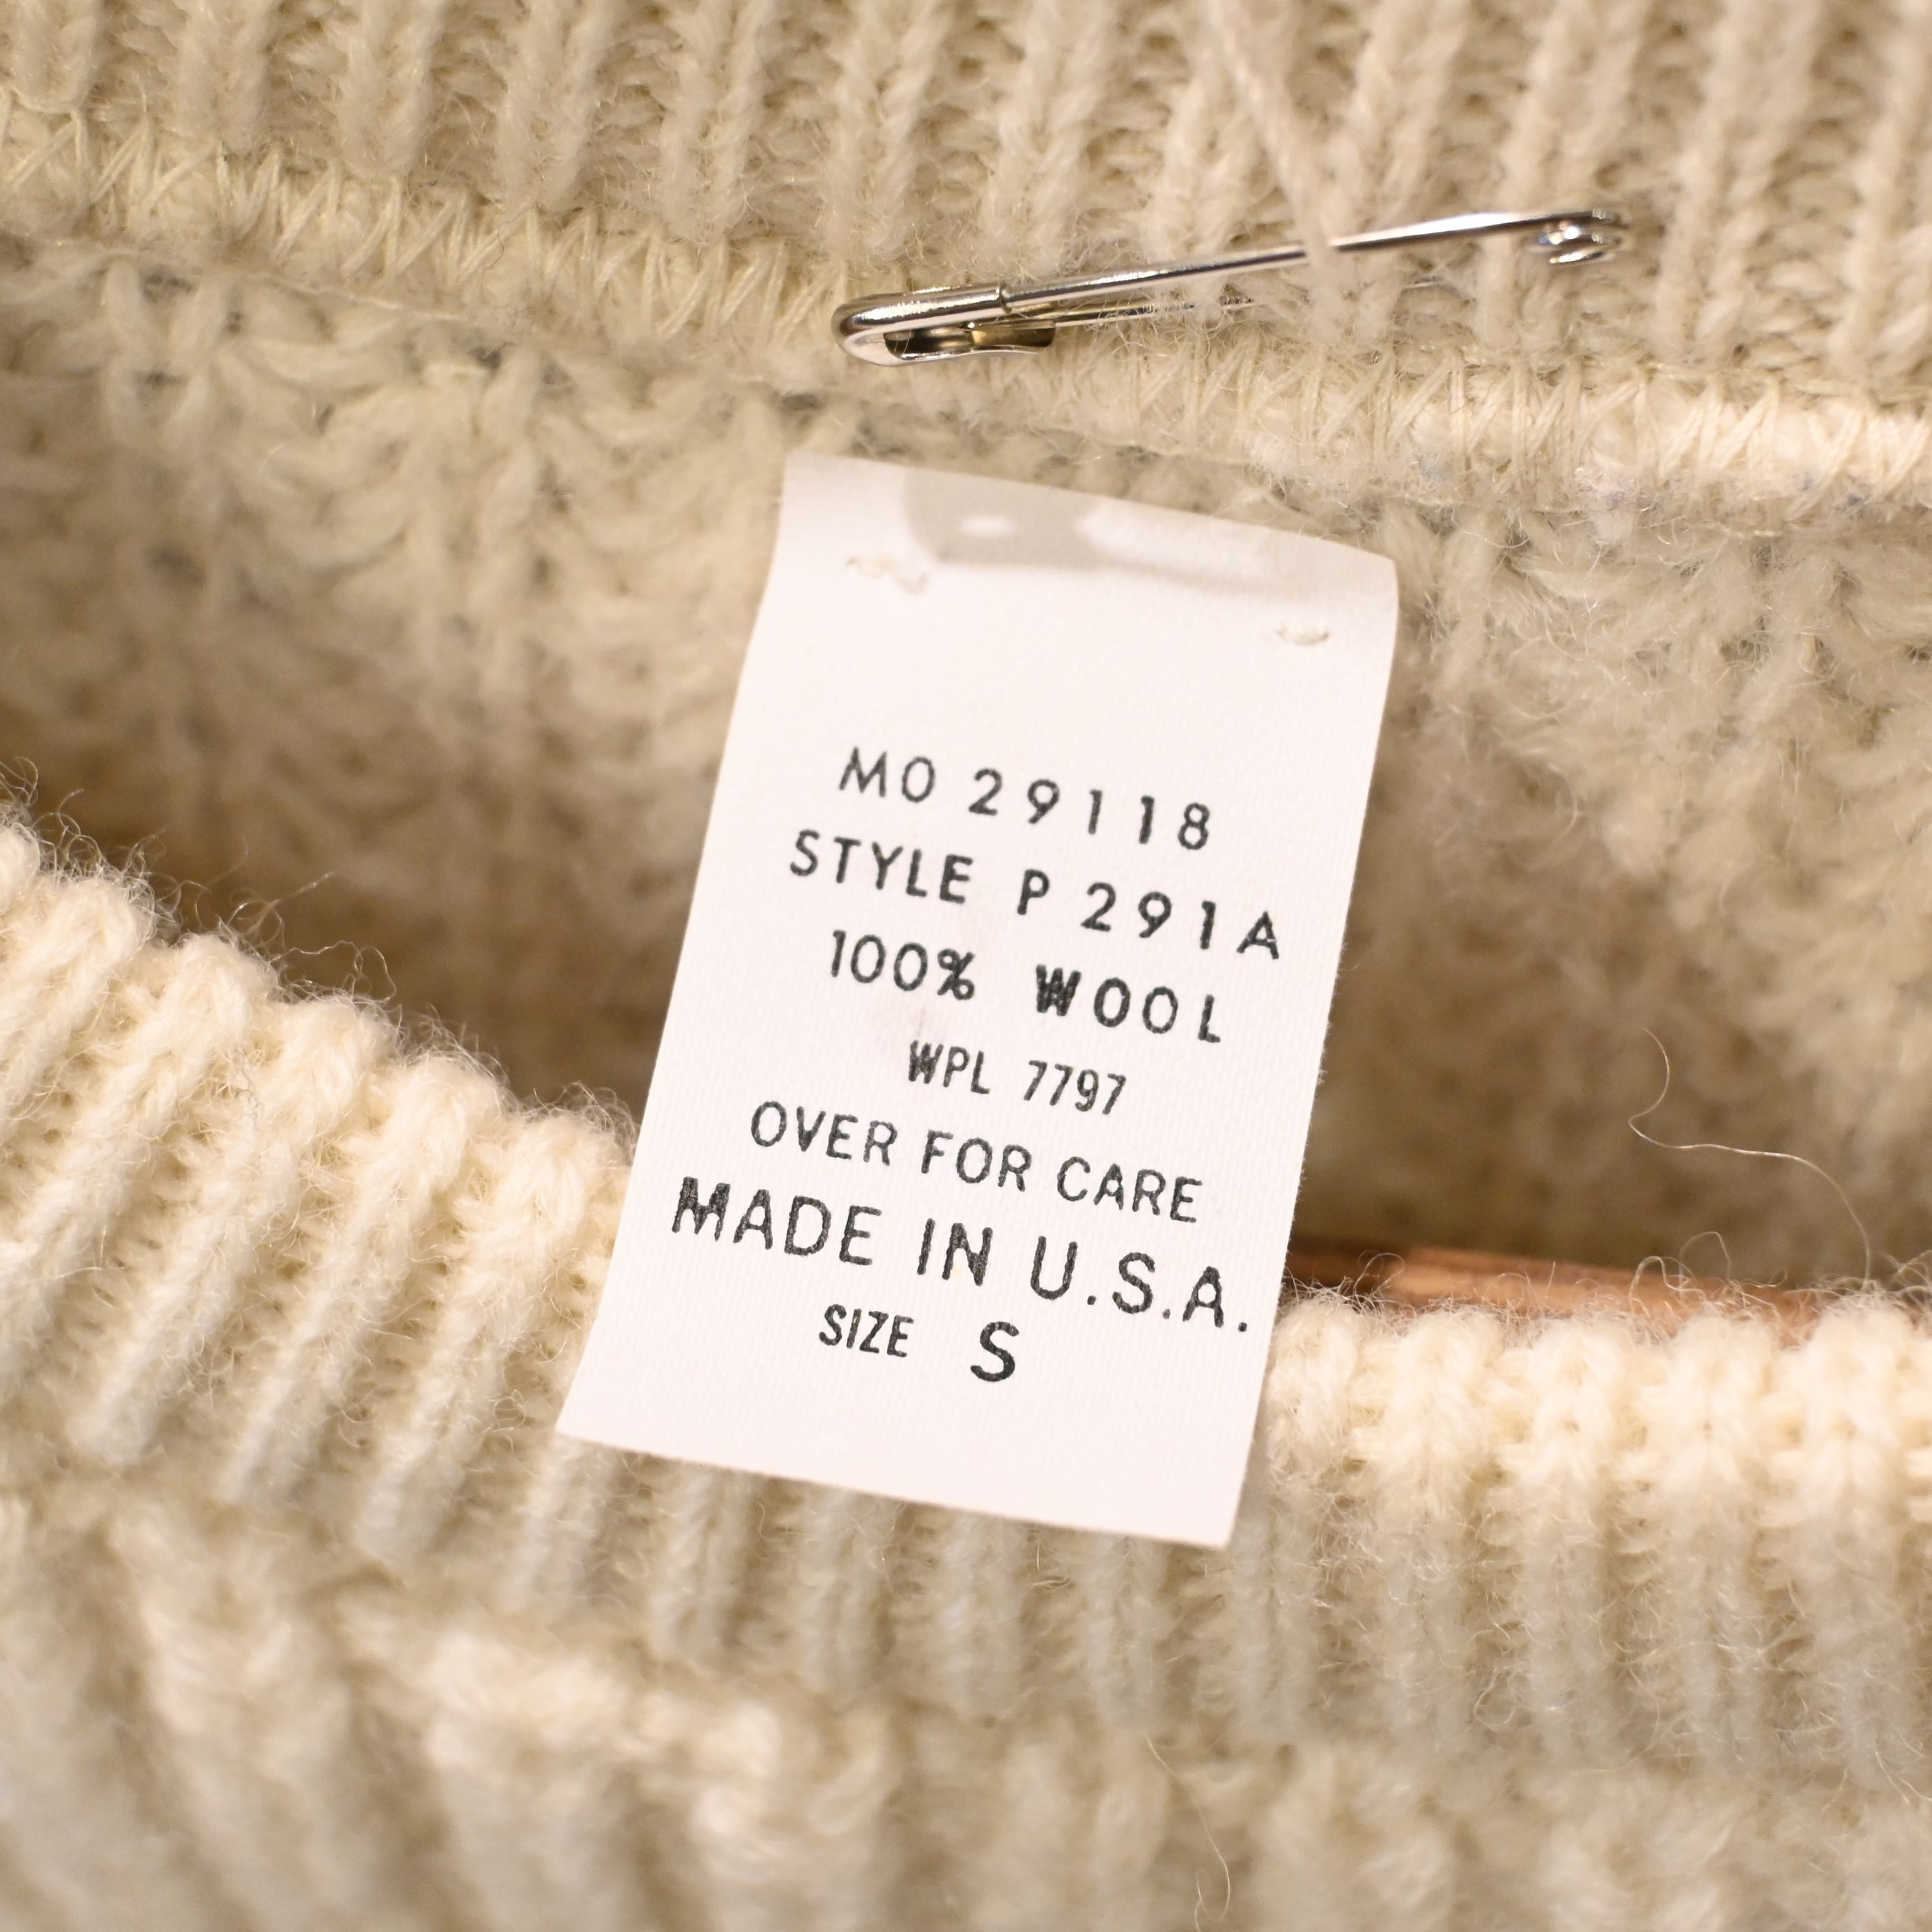 MO 29118
STYLE P 291A
100% WOOL
WPL 7797
OVER FOR CARE
MADE IN U.S.A.
SIZE S